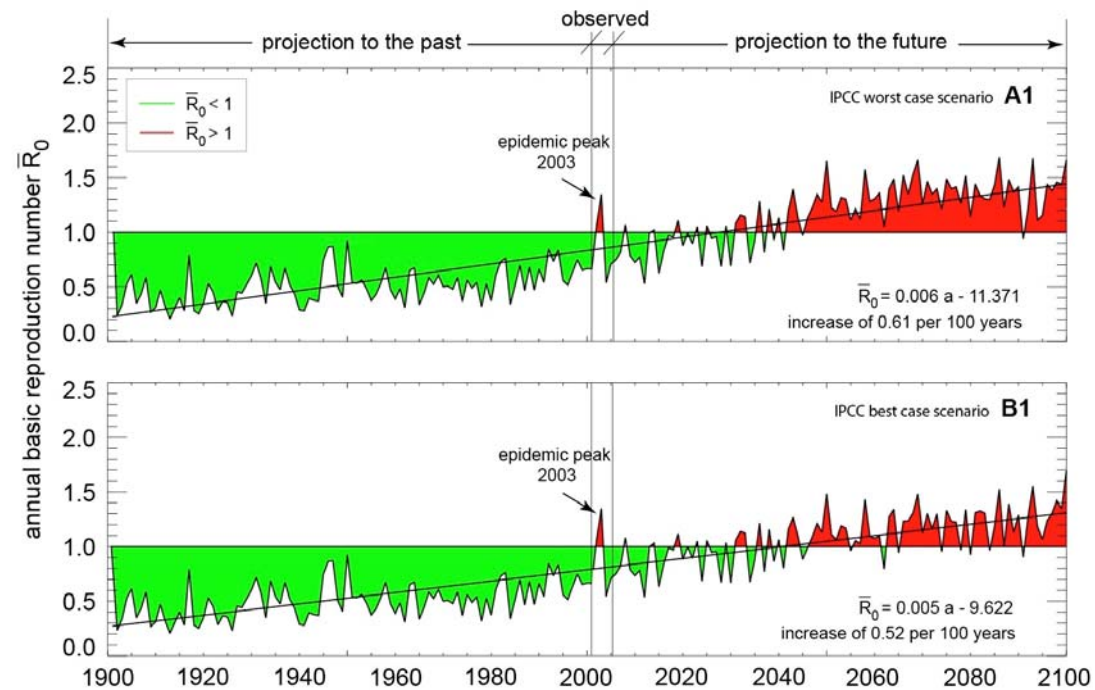 observed
projection to the past
projection to the future
annual basic reproduction number R̅0
2.5
2.0
1.5
1.0
0.5
0.0
R̅0 < 1
R̅0 > 1
IPCC worst case scenario A1
epidemic peak
2003
R̅0 = 0.006 a - 11.371
increase of 0.61 per 100 years
2.5
2.0
1.5
1.0
0.5
0.0
IPCC best case scenario B1
epidemic peak
2003
R̅0 = 0.005 a - 9.622
increase of 0.52 per 100 years
1900 1920 1940 1960 1980 2000 2020 2040 2060 2080 2100